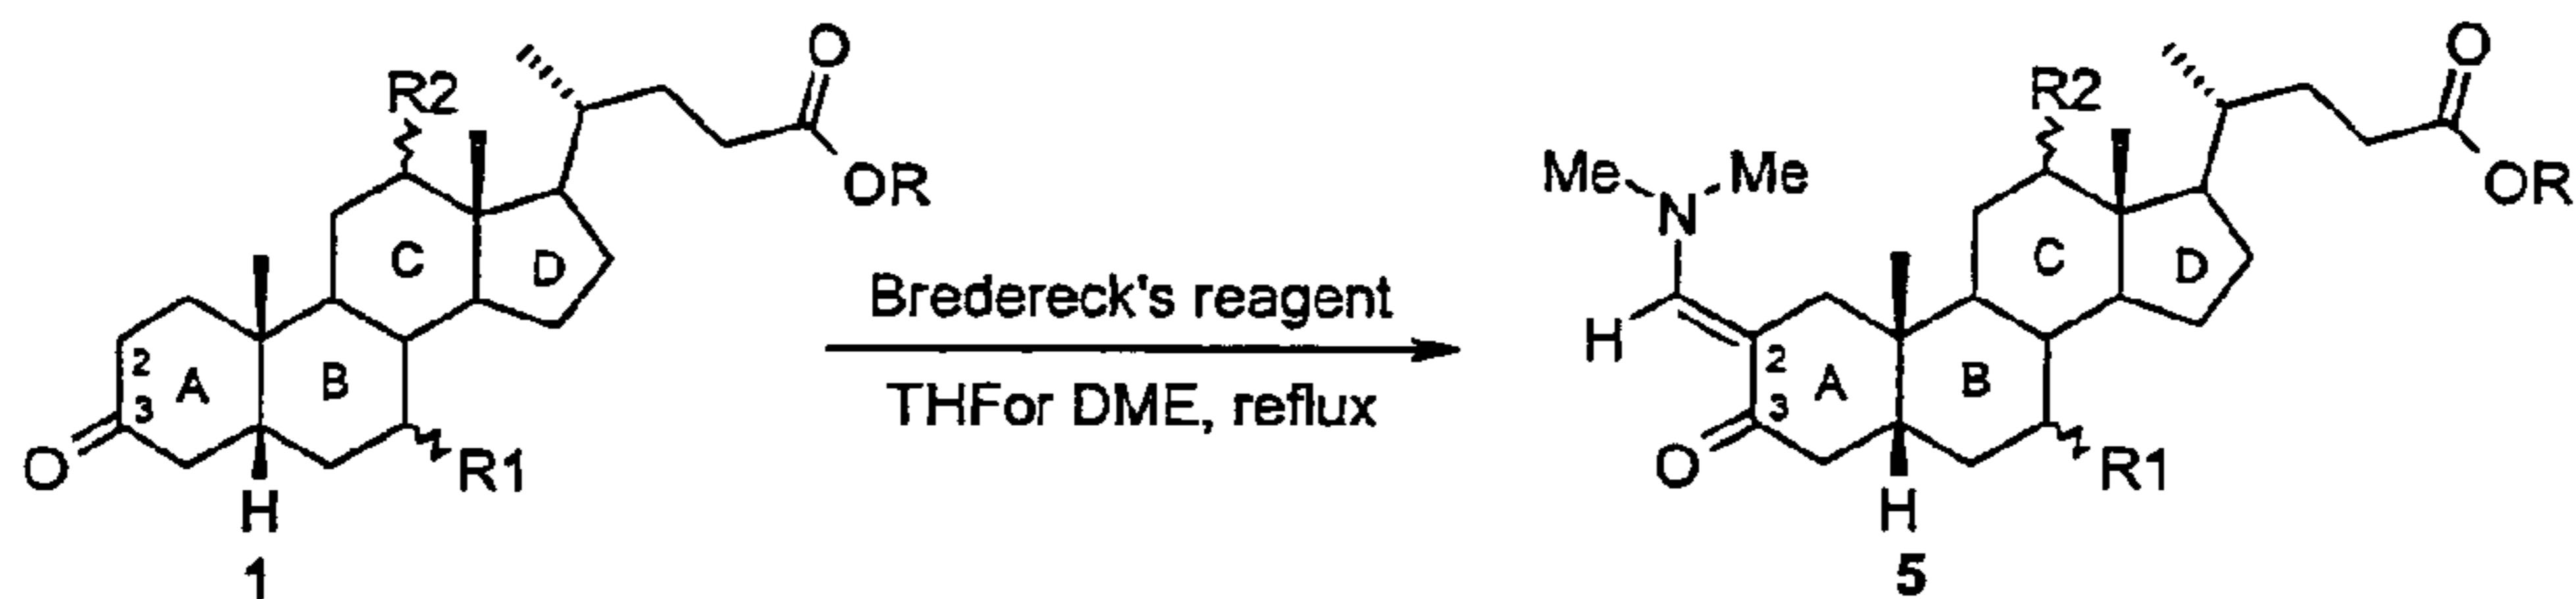 O
R2
OR
C
D
2
A
B
3
O
R1
H
1
Bredereck's reagent
THFor DME, reflux
O
R2
Me
Me
N
OR
C
D
H
2
A
B
3
O
R1
H
5